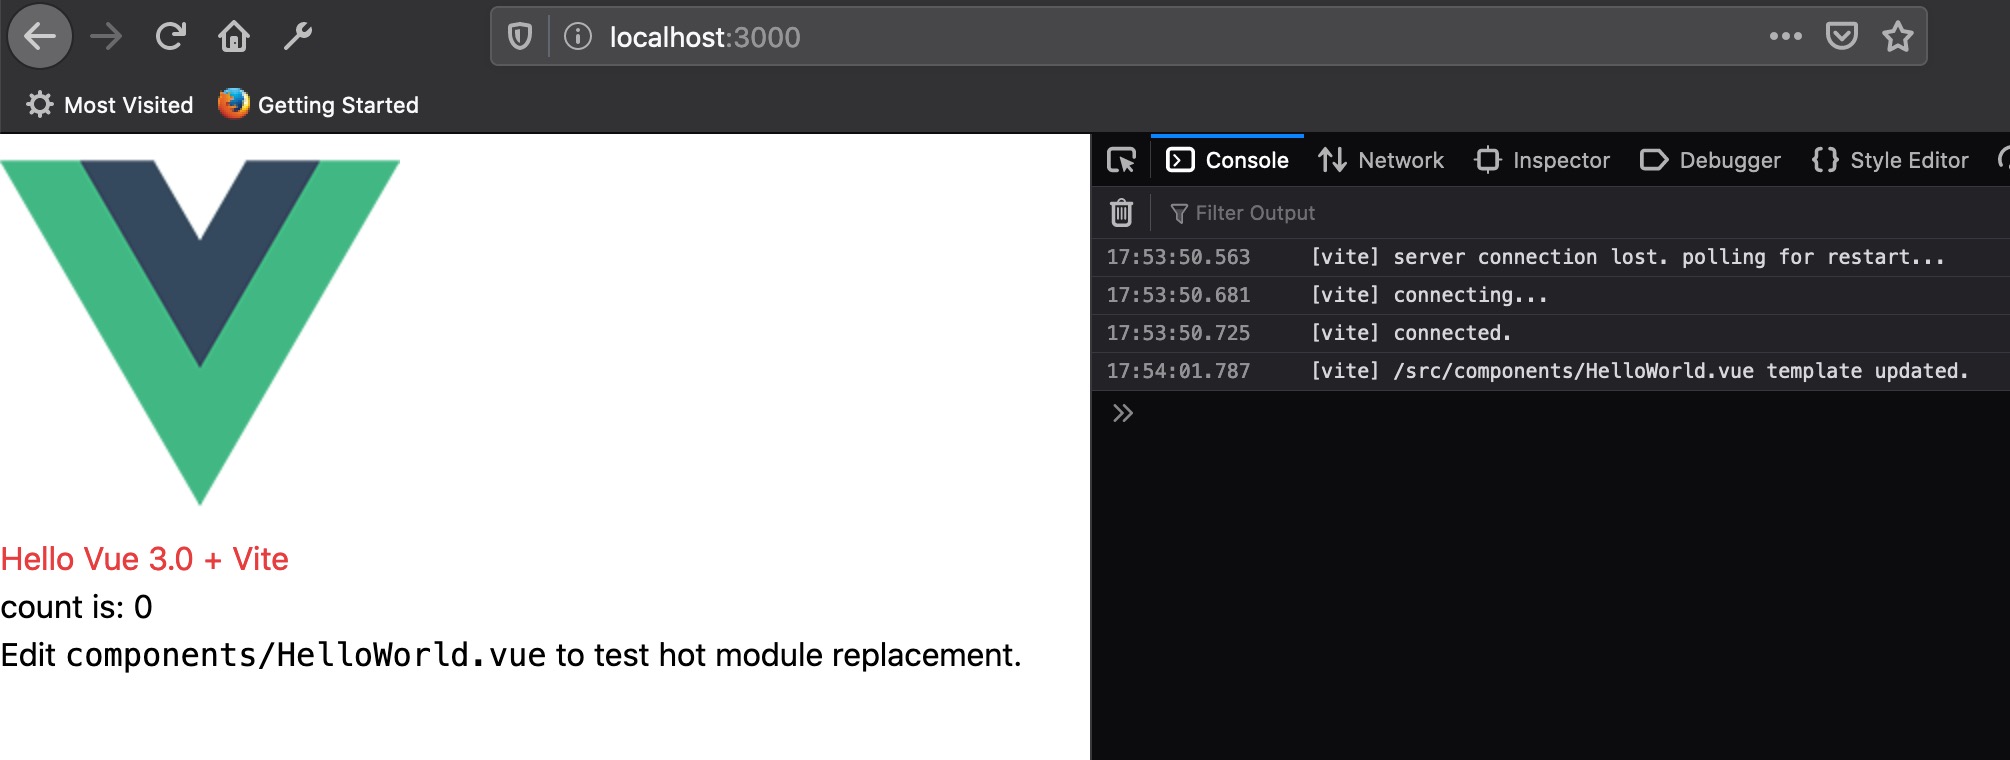 localhost:3000
Most Visited Getting Started
Console Network Inspector Debugger Style Editor
Filter Output
17:53:50.563 [vite] server connection lost. polling for restart...
17:53:50.681 [vite] connecting...
17:53:50.725 [vite] connected.
17:54:01.787 [vite] /src/components/HelloWorld.vue template updated.
Hello Vue 3.0 + Vite
count is: 0
Edit components/HelloWorld.vue to test hot module replacement.